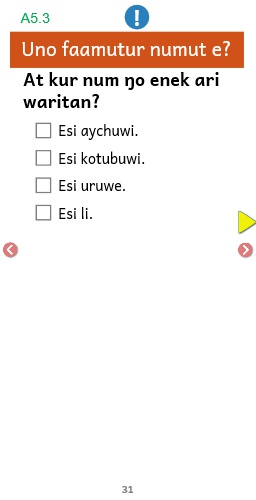 A5.3
!
Uno faamutur numut e?
At kur num ŋo enek ari
waritan?
Esi aychuwi.
Esi kotubuwi.
Esi uruwe.
Esi li.
31